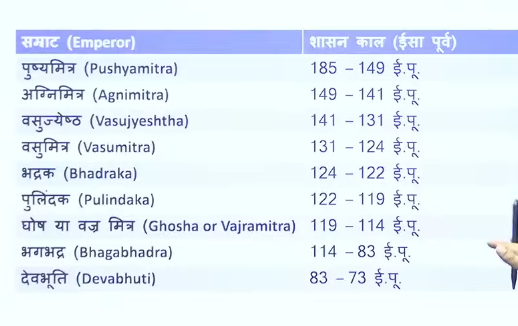 सम्राट (Emperor) शासन काल (ईसा पूर्व)
पुष्यमित्र (Pushyamitra) 185 – 149 ई.पू.
अग्निमित्र (Agnimitra) 149 – 141 ई.पू.
वसुज्येष्ठ (Vasujyeshtha) 141 – 131 ई.पू.
वसुमित्र (Vasumitra) 131 – 124 ई.पू.
भद्रक (Bhadraka) 124 – 122 ई.पू.
पुलिंदक (Pulindaka) 122 – 119 ई.पू.
घोष या वज्र मित्र (Ghosha or Vajramitra) 119 – 114 ई.पू.
भगभद्र (Bhagabhadra) 114 – 83 ई.पू.
देवभूति (Devabhuti) 83 – 73 ई.पू.